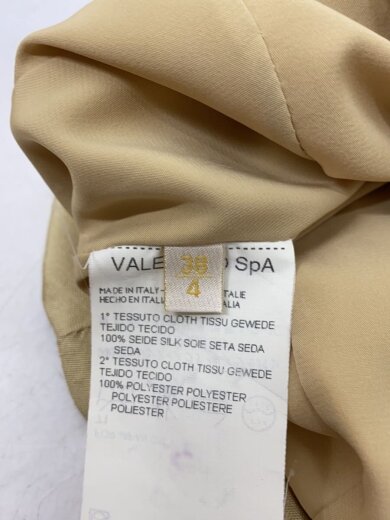 VALE O SpA
38
4
MADE IN ITALY- ITALIE
HECHO EN ITALI ALIA
1° TESSUTO CLOTH TISSU GEWEDE
TEJIDO TECIDO
100% SEIDE SILK SOIE SETA SEDA
SEDA
2° TESSUTO CLOTH TISSU GEWEDE
TEJIDO TECIDO
100% POLYESTER POLYESTER
POLYESTER POLIESTERE
POLIESTER